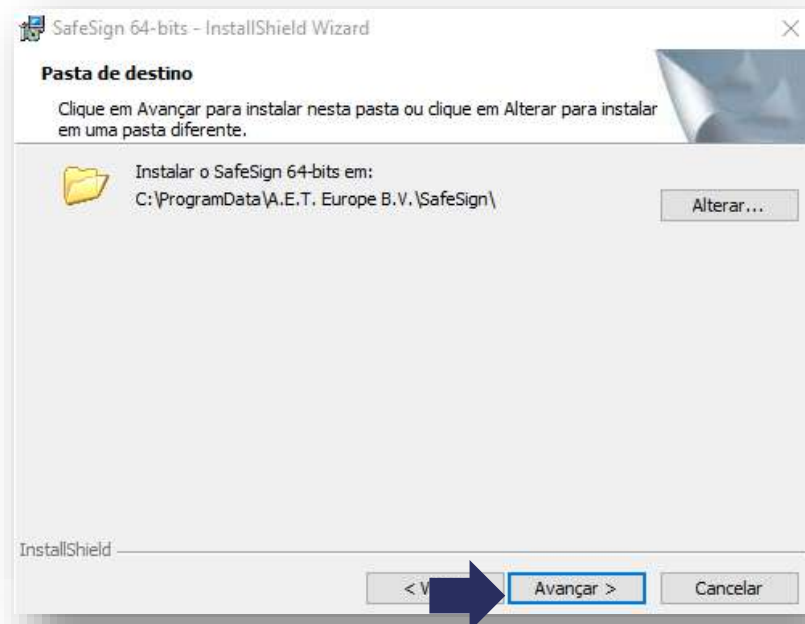 SafeSign 64-bits - InstallShield Wizard
Pasta de destino
Clique em Avançar para instalar nesta pasta ou clique em Alterar para instalar
em uma pasta diferente.
Instalar o SafeSign 64-bits em:
C:\ProgramData\A.E.T. Europe B.V.\SafeSign\
Alterar...
InstallShield
< V
Avançar >
Cancelar